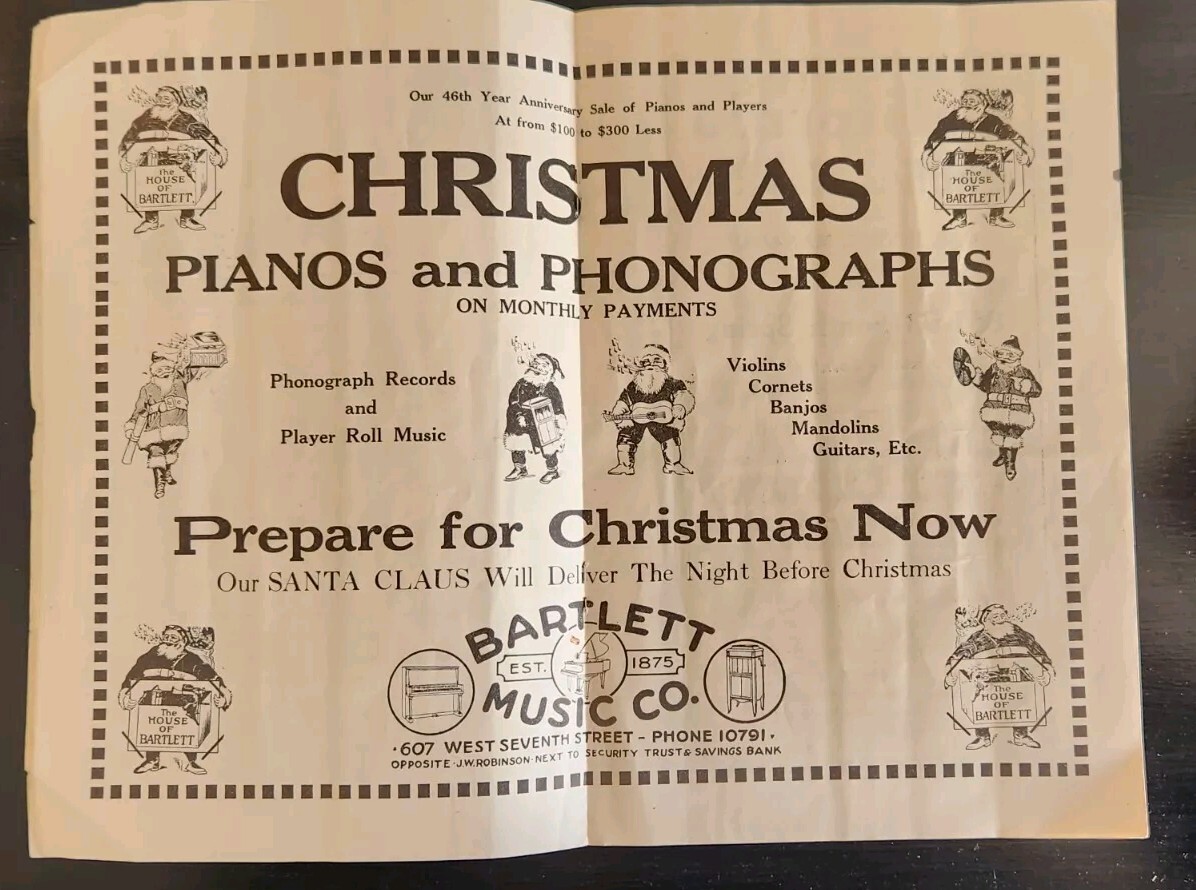 Our 46th Year Anniversary Sale of Pianos and Players
At from $100 to $300 Less
The HOUSE OF BARTLETT.
The HOUSE OF BARTLETT
CHRISTMAS
PIANOS and PHONOGRAPHS
ON MONTHLY PAYMENTS
Phonograph Records
and
Player Roll Music
Violins
Cornets
Banjos
Mandolins
Guitars, Etc.
Prepare for Christmas Now
Our SANTA CLAUS Will Deliver The Night Before Christmas
BARTLETT
EST. 1875
MUSIC CO.
The HOUSE OF BARTLETT
The HOUSE OF BARTLETT
·607 WEST SEVENTH STREET - PHONE 10791·
OPPOSITE · J.W. ROBINSON · NEXT TO SECURITY TRUST & SAVINGS BANK